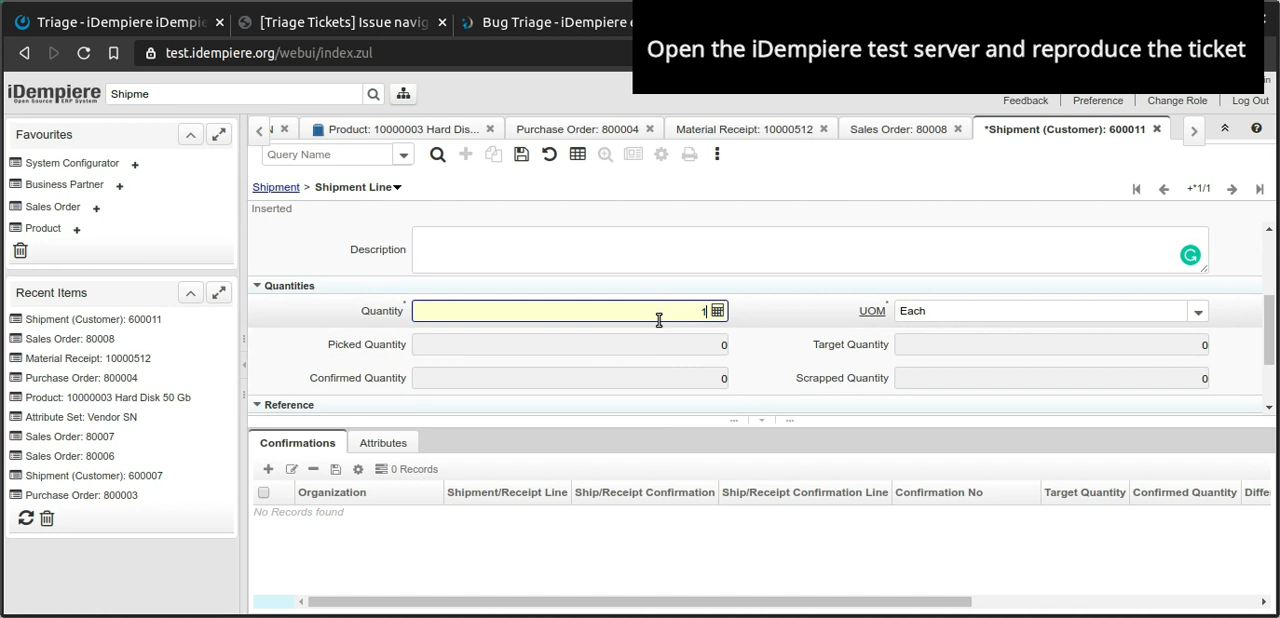 Triage - iDempiere iDempie
[Triage Tickets] Issue navig
Bug Triage - iDempiere e
Open the iDempiere test server and reproduce the ticket
test.idempiere.org/webui/index.zul
iDempiere
Open Source ERP System
Shipme
Feedback
Preference
Change Role
Log Out
Favourites
System Configurator
Business Partner
Sales Order
Product
Recent Items
Shipment (Customer): 600011
Sales Order: 80008
Material Receipt: 10000512
Purchase Order: 800004
Product: 10000003 Hard Disk 50 Gb
Attribute Set: Vendor SN
Sales Order: 80007
Sales Order: 80006
Shipment (Customer): 600007
Purchase Order: 800003
Product: 10000003 Hard Dis...
Purchase Order: 800004
Material Receipt: 10000512
Sales Order: 80008
*Shipment (Customer): 600011
Query Name
Shipment > Shipment Line
+*1/1
Inserted
Description
Quantities
Quantity* 1 UOM* Each
Picked Quantity 0 Target Quantity 0
Confirmed Quantity 0 Scrapped Quantity 0
Reference
Confirmations Attributes
0 Records
Organization Shipment/Receipt Line Ship/Receipt Confirmation Ship/Receipt Confirmation Line Confirmation No Target Quantity Confirmed Quantity Diffe
No Records found